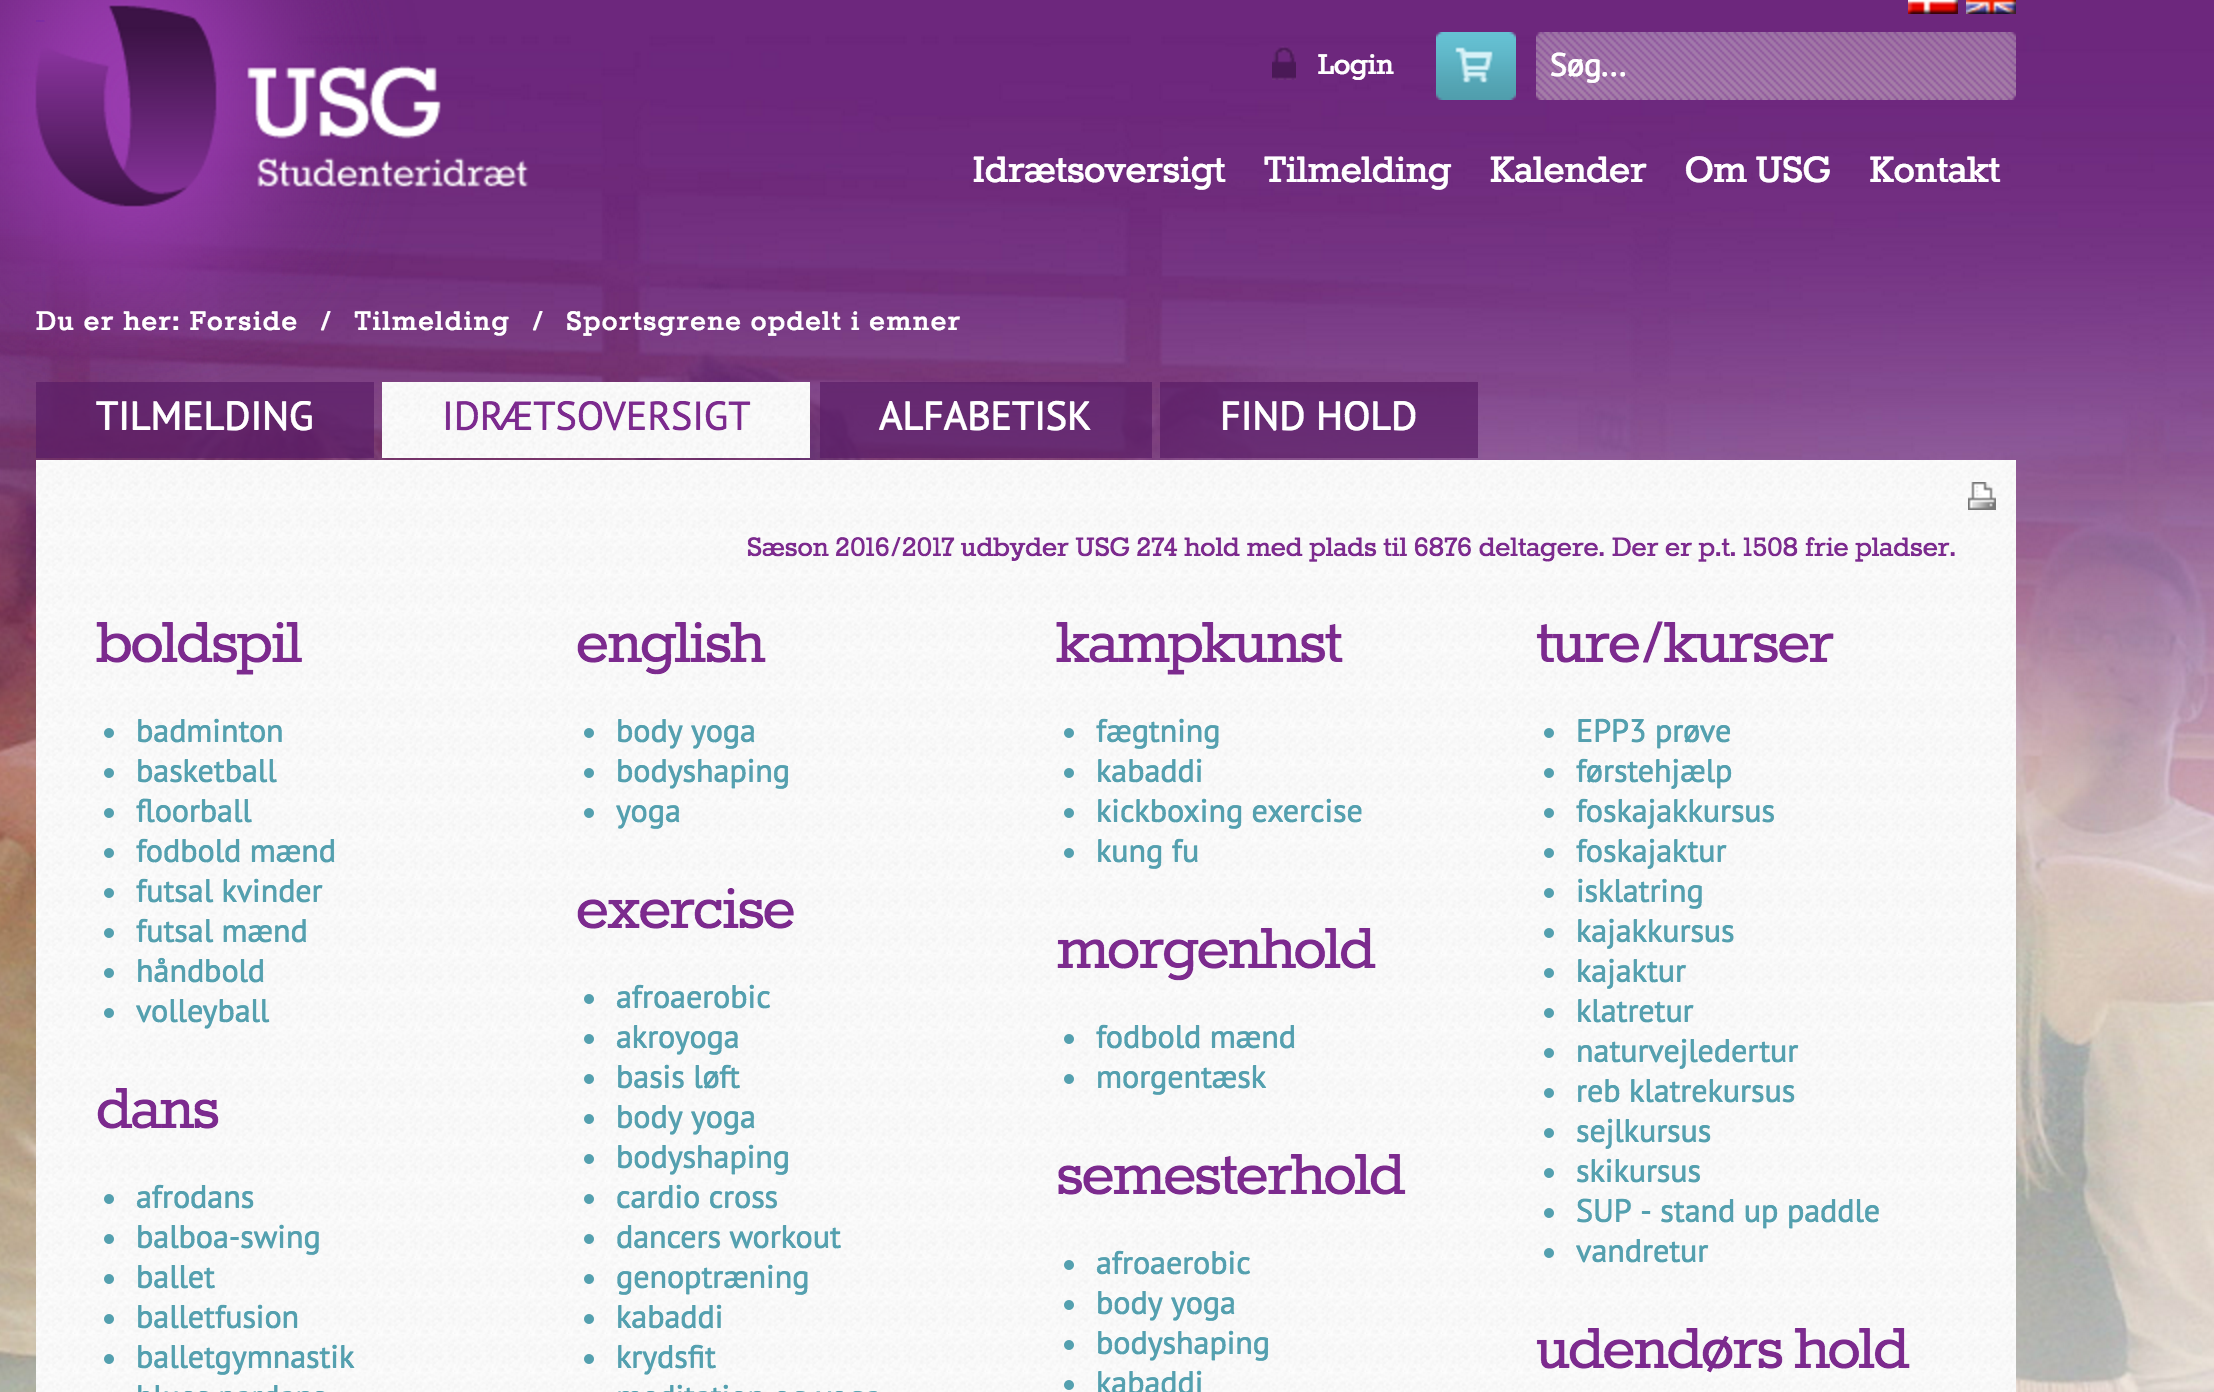 USG
Studenteridræt
Login
Søg...
Idrætsoversigt Tilmelding Kalender Om USG Kontakt
Du er her: Forside / Tilmelding / Sportsgrene opdelt i emner
TILMELDING IDRÆTSOVERSIGT ALFABETISK FIND HOLD
Sæson 2016/2017 udbyder USG 274 hold med plads til 6876 deltagere. Der er p.t. 1508 frie pladser.
boldspil
badminton
basketball
floorball
fodbold mænd
futsal kvinder
futsal mænd
håndbold
volleyball
dans
afrodans
balboa-swing
ballet
balletfusion
balletgymnastik
english
body yoga
bodyshaping
yoga
exercise
afroaerobic
akroyoga
basis løft
body yoga
bodyshaping
cardio cross
dancers workout
genoptræning
kabaddi
krydsfit
kampkunst
fægtning
kabaddi
kickboxing exercise
kung fu
morgenhold
fodbold mænd
morgentæsk
semesterhold
afroaerobic
body yoga
bodyshaping
kabaddi
ture/kurser
EPP3 prøve
førstehjælp
foskajakkursus
foskajaktur
isklatring
kajakkursus
kajaktur
klatretur
naturvejledertur
reb klatrekursus
sejlkursus
skikursus
SUP - stand up paddle
vandretur
udendørs hold